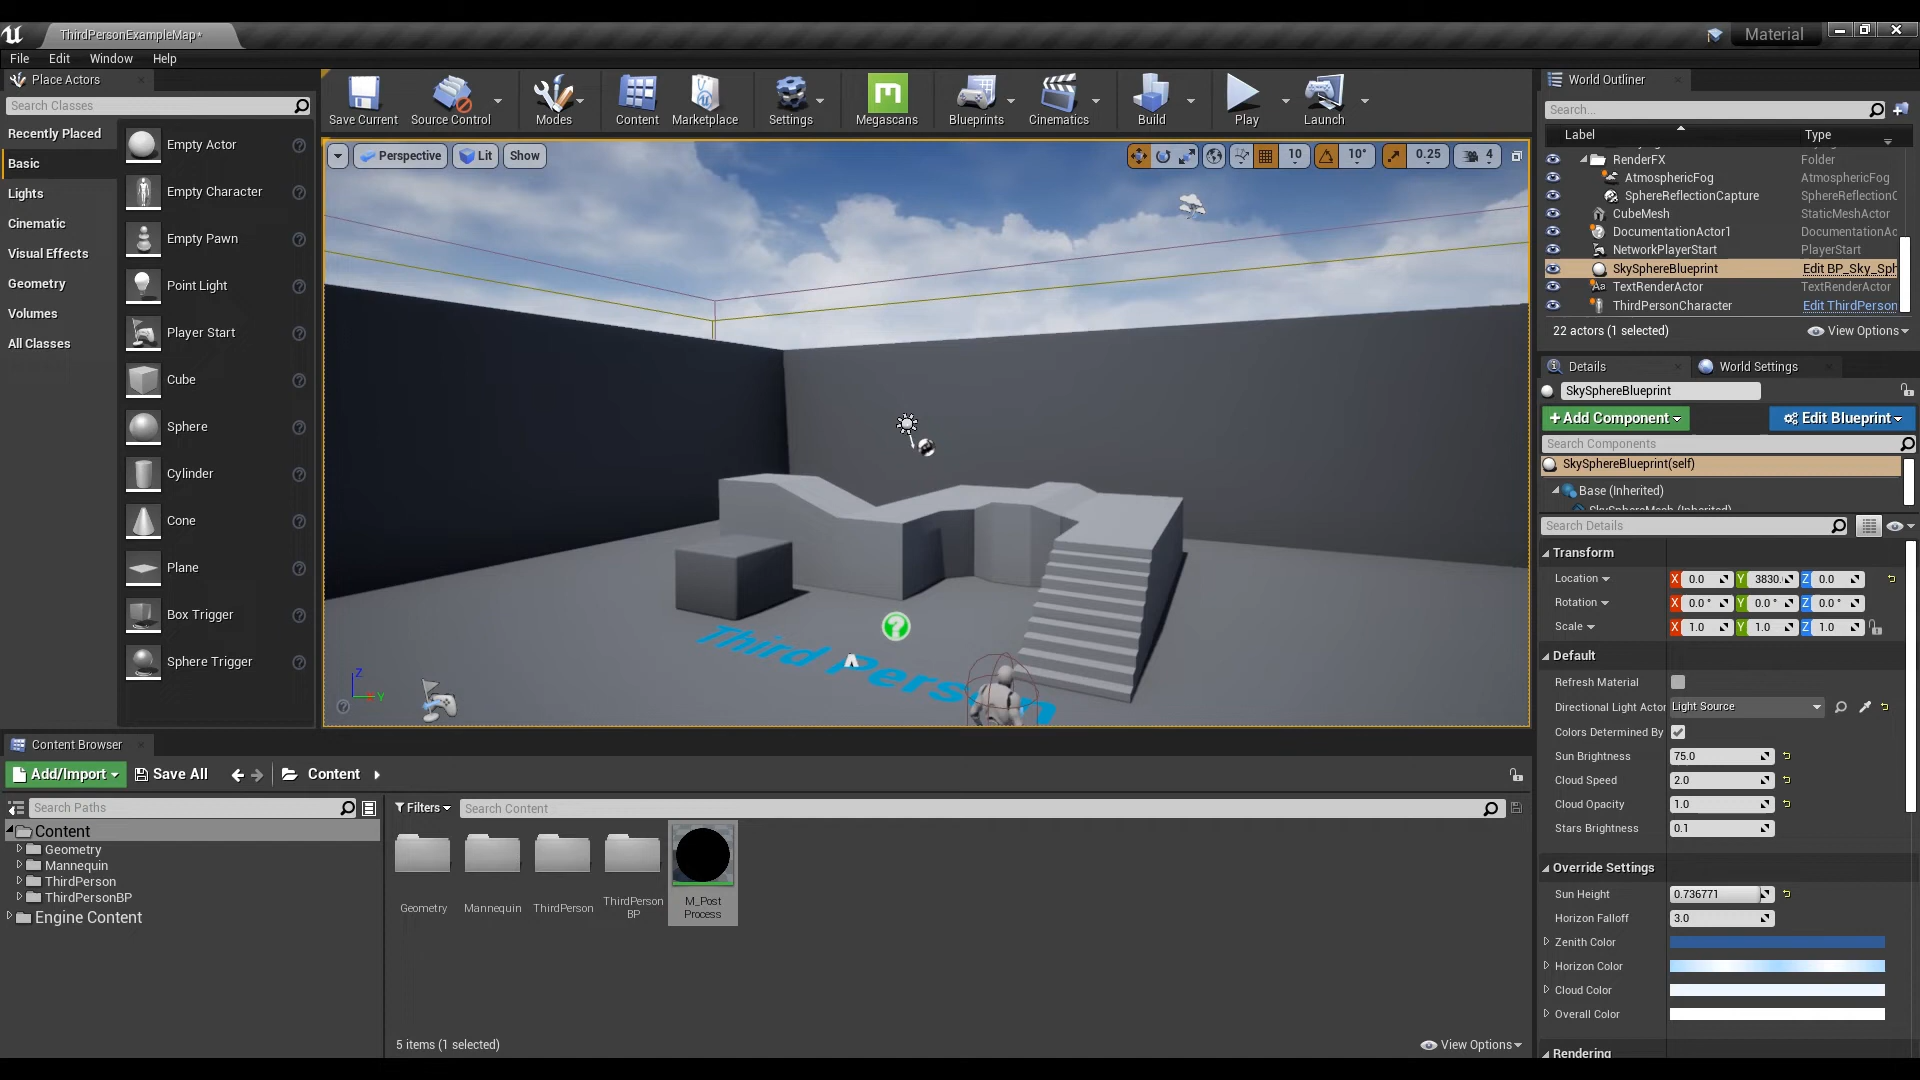 ThirdPersonExampleMap*
Material
File Edit Window Help
Place Actors
Search Classes
Recently Placed
Basic
Lights
Cinematic
Visual Effects
Geometry
Volumes
All Classes
Empty Actor
Empty Character
Empty Pawn
Point Light
Player Start
Cube
Sphere
Cylinder
Cone
Plane
Box Trigger
Sphere Trigger
Save Current
Source Control
Modes
Content
Marketplace
Settings
Megascans
Blueprints
Cinematics
Build
Play
Launch
Perspective
Lit
Show
10
10°
0.25
4
Third Person
Z
Y
World Outliner
Search...
Label Type
RenderFX Folder
AtmosphericFog AtmosphericFog
SphereReflectionCapture SphereReflectionC
CubeMesh StaticMeshActor
DocumentationActor1 DocumentationAc
NetworkPlayerStart PlayerStart
SkySphereBlueprint Edit BP_Sky_Sph
TextRenderActor TextRenderActor
ThirdPersonCharacter Edit ThirdPerson
22 actors (1 selected)
View Options
Details
World Settings
SkySphereBlueprint
+Add Component
Edit Blueprint
Search Components
SkySphereBlueprint(self)
Base (Inherited)
SkySphereMesh (Inherited)
Search Details
Transform
Location X 0.0 Y 3830. Z 0.0
Rotation X 0.0 ° Y 0.0 ° Z 0.0 °
Scale X 1.0 Y 1.0 Z 1.0
Default
Refresh Material
Directional Light Actor Light Source
Colors Determined By
Sun Brightness 75.0
Cloud Speed 2.0
Cloud Opacity 1.0
Stars Brightness 0.1
Override Settings
Sun Height 0.736771
Horizon Falloff 3.0
Zenith Color
Horizon Color
Cloud Color
Overall Color
Rendering
Content Browser
Add/Import
Save All
Content
Search Paths
Content
Geometry
Mannequin
ThirdPerson
ThirdPersonBP
Engine Content
Filters
Search Content
Geometry
Mannequin
ThirdPerson
ThirdPerson
BP
M_Post
Process
5 items (1 selected)
View Options